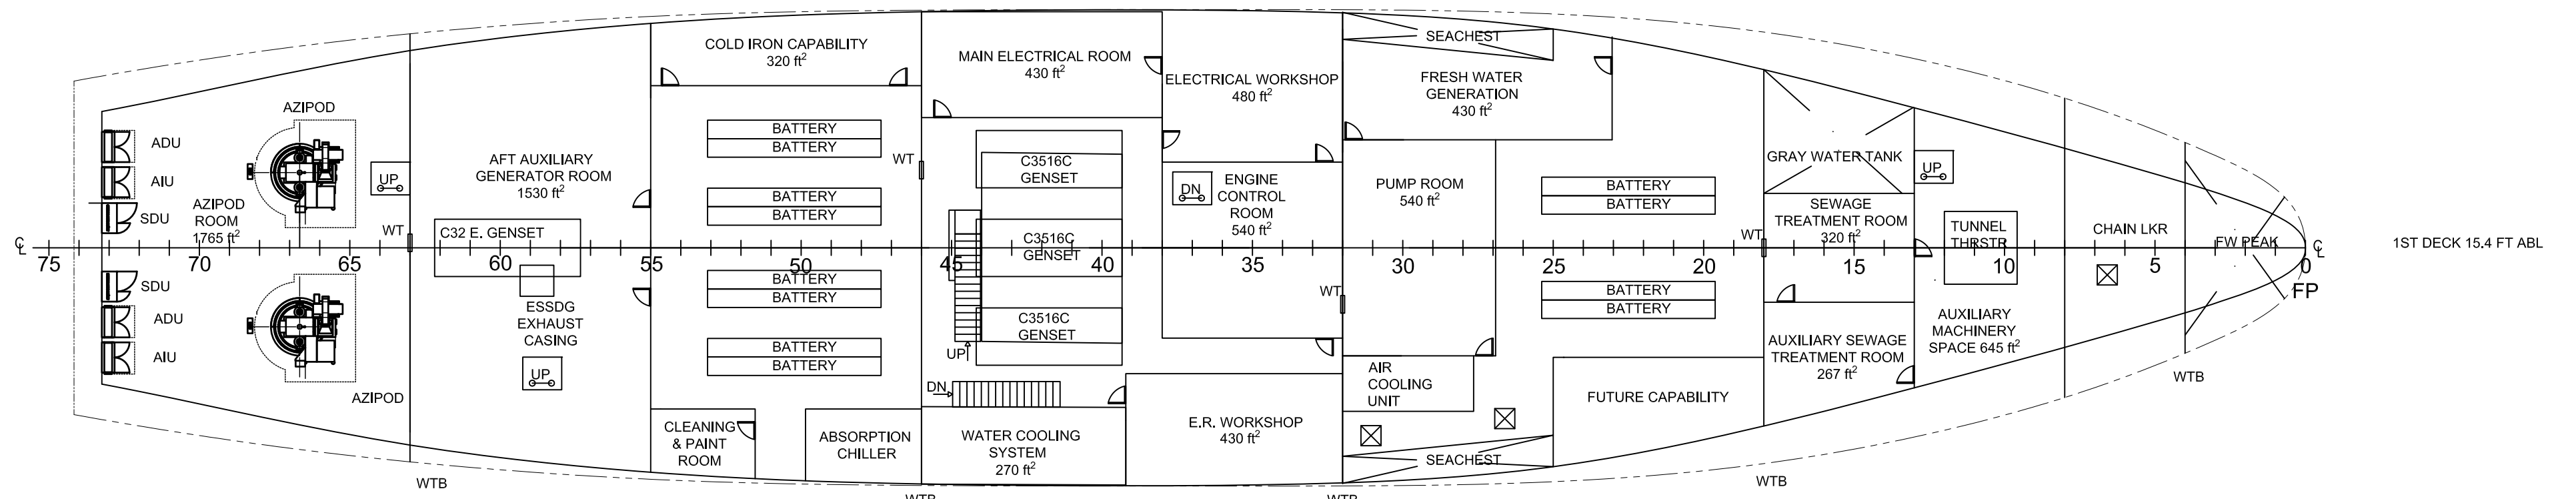 COLD IRON CAPABILITY
320 ft²
MAIN ELECTRICAL ROOM
430 ft²
ELECTRICAL WORKSHOP
480 ft²
SEACHEST
FRESH WATER
GENERATION
430 ft²
AZIPOD
ADU
AIU
SDU
AZIPOD
ROOM
1765 ft²
UP
WT
AFT AUXILIARY
GENERATOR ROOM
1530 ft²
C32 E. GENSET
BATTERY
BATTERY
BATTERY
BATTERY
WT
C3516C
GENSET
C3516C
GENSET
C3516C
GENSET
DN
ENGINE
CONTROL
ROOM
540 ft²
PUMP ROOM
540 ft²
BATTERY
BATTERY
GRAY WATER TANK
UP
SEWAGE
TREATMENT ROOM
320 ft²
WT
TUNNEL
THRSTR
CHAIN LKR
FW PEAK
1ST DECK 15.4 FT ABL
℄
75
70
65
60
55
50
45
40
35
30
25
20
15
10
5
0
℄
FP
SDU
ADU
AIU
AZIPOD
ESSDG
EXHAUST
CASING
UP
BATTERY
BATTERY
BATTERY
BATTERY
UP
DN
WT
BATTERY
BATTERY
AIR
COOLING
UNIT
FUTURE CAPABILITY
AUXILIARY SEWAGE
TREATMENT ROOM
267 ft²
AUXILIARY
MACHINERY
SPACE 645 ft²
WTB
CLEANING
& PAINT
ROOM
ABSORPTION
CHILLER
WATER COOLING
SYSTEM
270 ft²
E.R. WORKSHOP
430 ft²
SEACHEST
WTB
WTB
WTB
WTB